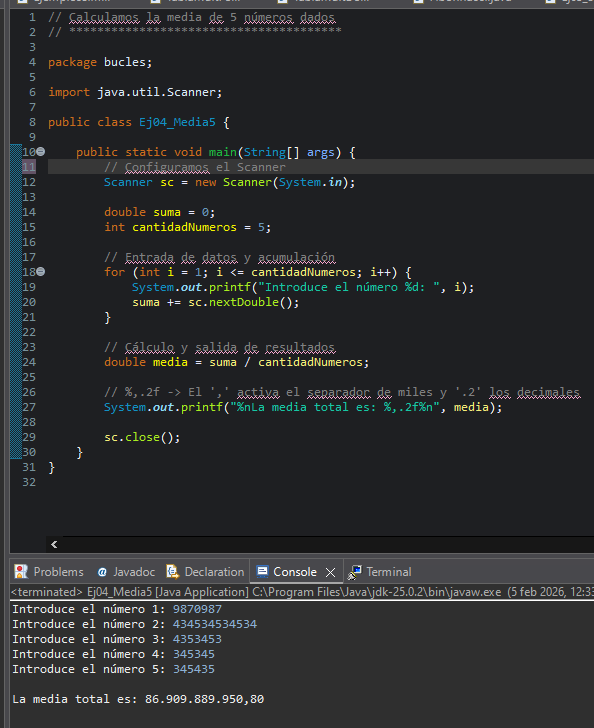 // Calculamos la media de 5 números dados
// ***************************************
package bucles;
import java.util.Scanner;
public class Ej04_Media5 {
public static void main(String[] args) {
// Configuramos el Scanner
Scanner sc = new Scanner(System.in);
double suma = 0;
int cantidadNumeros = 5;
// Entrada de datos y acumulación
for (int i = 1; i <= cantidadNumeros; i++) {
System.out.printf("Introduce el número %d: ", i);
suma += sc.nextDouble();
}
// Cálculo y salida de resultados
double media = suma / cantidadNumeros;
// %,.2f -> El ',' activa el separador de miles y '.2' los decimales
System.out.printf("%nLa media total es: %,.2f%n", media);
sc.close();
}
}
Problems Javadoc Declaration Console Terminal
<terminated> Ej04_Media5 [Java Application] C:\Program Files\Java\jdk-25.0.2\bin\javaw.exe (5 feb 2026, 12:33
Introduce el número 1: 9870987
Introduce el número 2: 434534534534
Introduce el número 3: 4353453
Introduce el número 4: 345345
Introduce el número 5: 345435
La media total es: 86.909.889.950,80